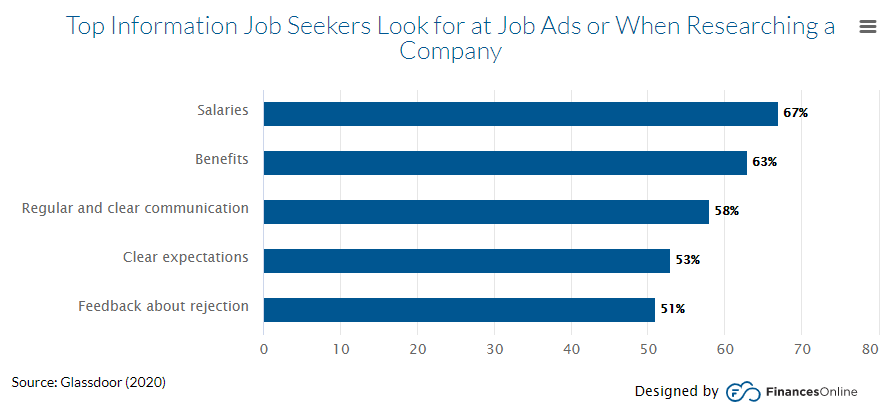 Top Information Job Seekers Look for at Job Ads or When Researching a
Company
Salaries
67%
Benefits
63%
Regular and clear communication
58%
Clear expectations
53%
Feedback about rejection
51%
0 10 20 30 40 50 60 70 80
Source: Glassdoor (2020)
Designed by FinancesOnline